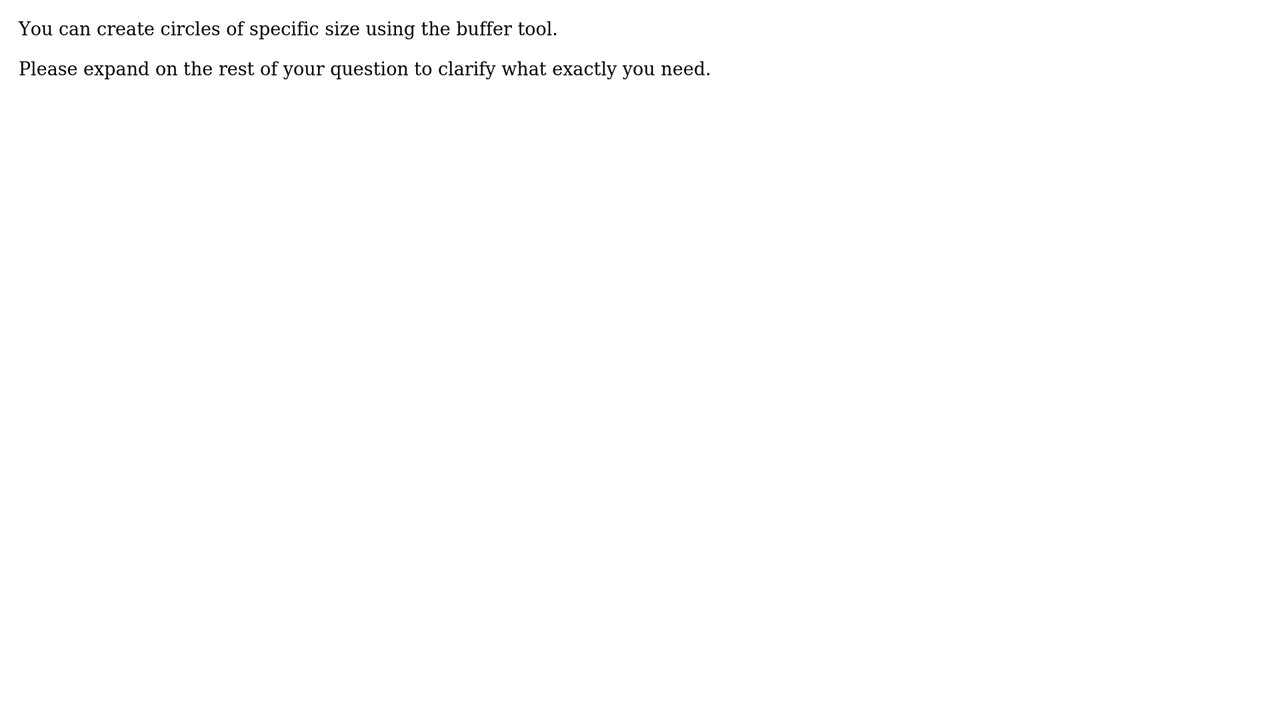 You can create circles of specific size using the buffer tool.
Please expand on the rest of your question to clarify what exactly you need.